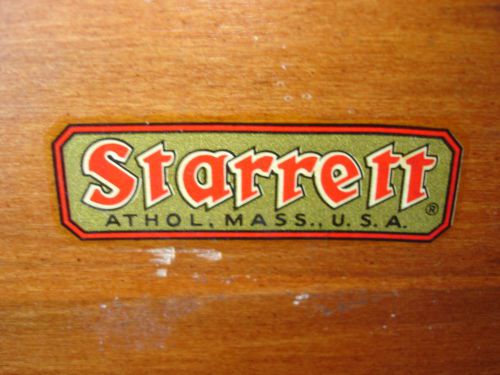 Starrett
ATHOL, MASS., U.S.A. ®